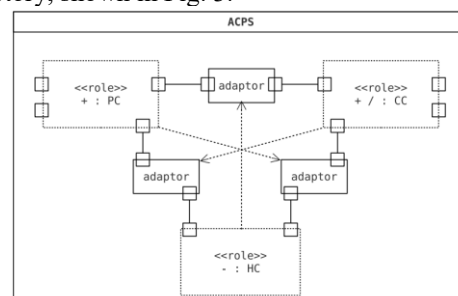 ACPS
<<role>>
+ : PC
adaptor
<<role>>
+ / : CC
adaptor
adaptor
<<role>>
- : HC